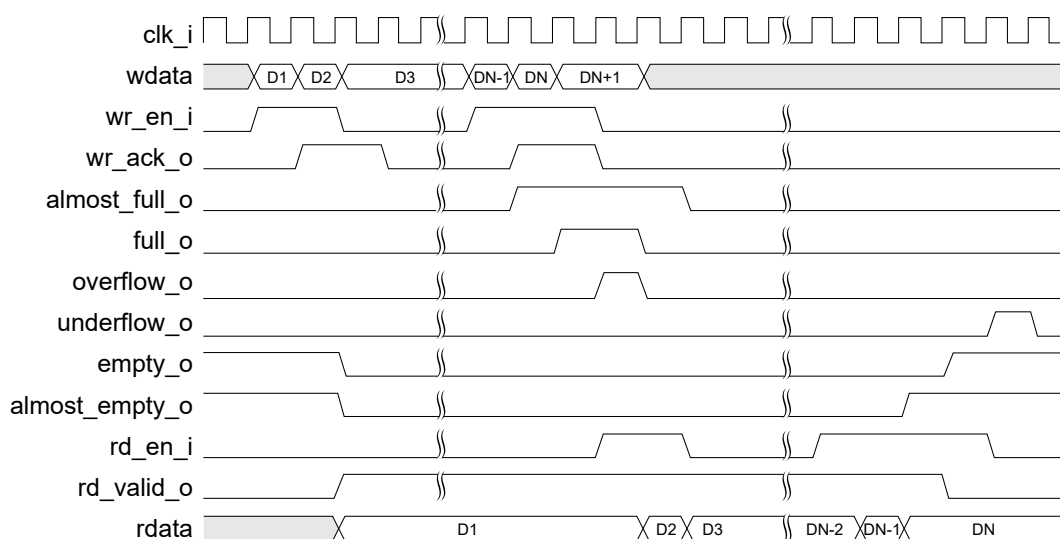 clk_i
wdata D1 D2 D3 DN-1 DN DN+1
wr_en_i
wr_ack_o
almost_full_o
full_o
overflow_o
underflow_o
empty_o
almost_empty_o
rd_en_i
rd_valid_o
rdata D1 D2 D3 DN-2 DN-1 DN